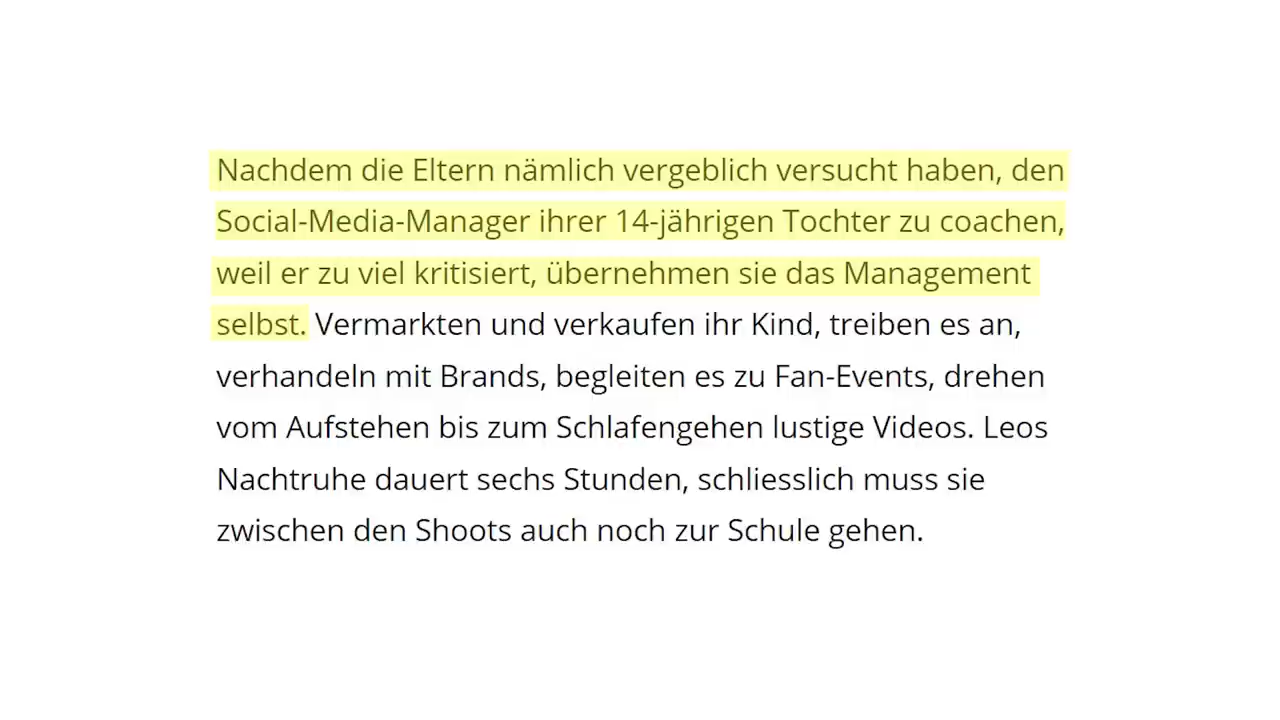 Nachdem die Eltern nämlich vergeblich versucht haben, den
Social-Media-Manager ihrer 14-jährigen Tochter zu coachen,
weil er zu viel kritisiert, übernehmen sie das Management
selbst. Vermarkten und verkaufen ihr Kind, treiben es an,
verhandeln mit Brands, begleiten es zu Fan-Events, drehen
vom Aufstehen bis zum Schlafengehen lustige Videos. Leos
Nachtruhe dauert sechs Stunden, schliesslich muss sie
zwischen den Shoots auch noch zur Schule gehen.